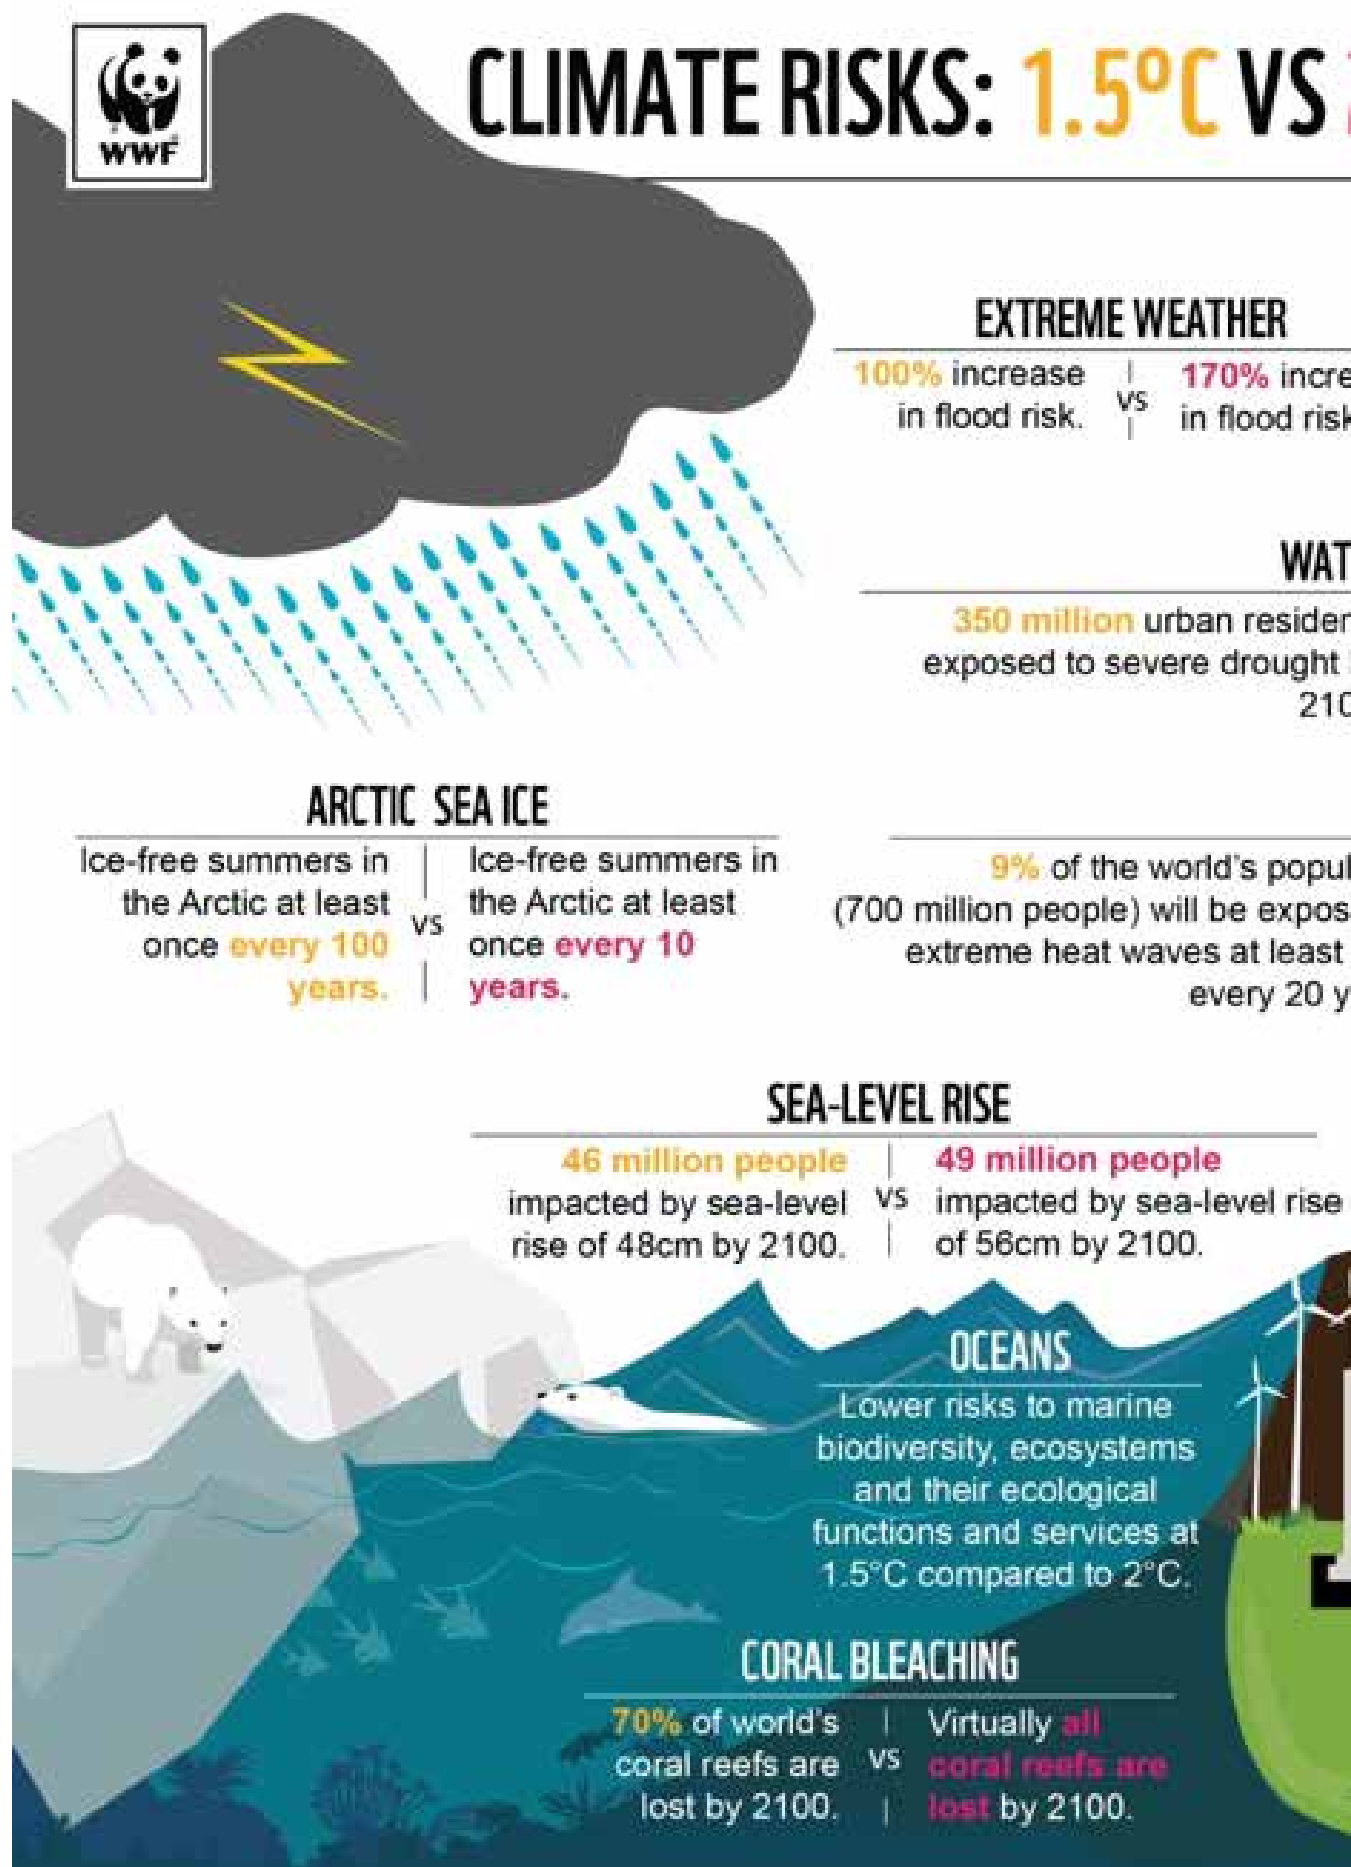 WWF
CLIMATE RISKS: 1.5°C VS
EXTREME WEATHER
100% increase
in flood risk.
vs
170% incre
in flood risk
WAT
350 million urban residen
exposed to severe drought
210
ARCTIC SEA ICE
Ice-free summers in
the Arctic at least
once every 100
years.
vs
Ice-free summers in
the Arctic at least
once every 10
years.
9% of the world's popul
(700 million people) will be expos
extreme heat waves at least
every 20 y
SEA-LEVEL RISE
46 million people
impacted by sea-level
rise of 48cm by 2100.
vs
49 million people
impacted by sea-level rise
of 56cm by 2100.
OCEANS
Lower risks to marine
biodiversity, ecosystems
and their ecological
functions and services at
1.5°C compared to 2°C.
CORAL BLEACHING
70% of world's
coral reefs are
lost by 2100.
vs
Virtually all
coral reefs are
lost by 2100.